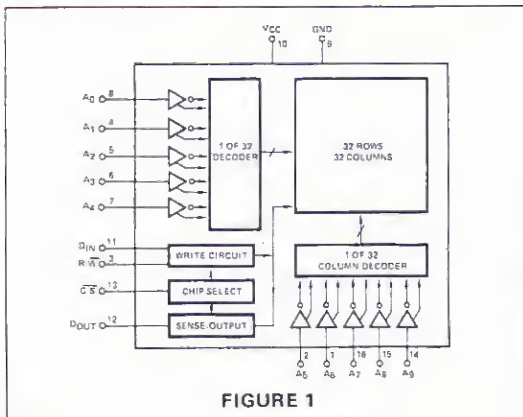 VCC GND
10 9
A0 8
A1 4
A2 5
A3 6
A4 7
1 OF 32
DECODER
32 ROWS
32 COLUMNS
DIN 11
R/W 3
WRITE CIRCUIT
1 OF 32
COLUMN DECODER
CS 13
CHIP SELECT
DOUT 12
SENSE-OUTPUT
2 1 16 15 14
A5 A6 A7 A8 A9
FIGURE 1